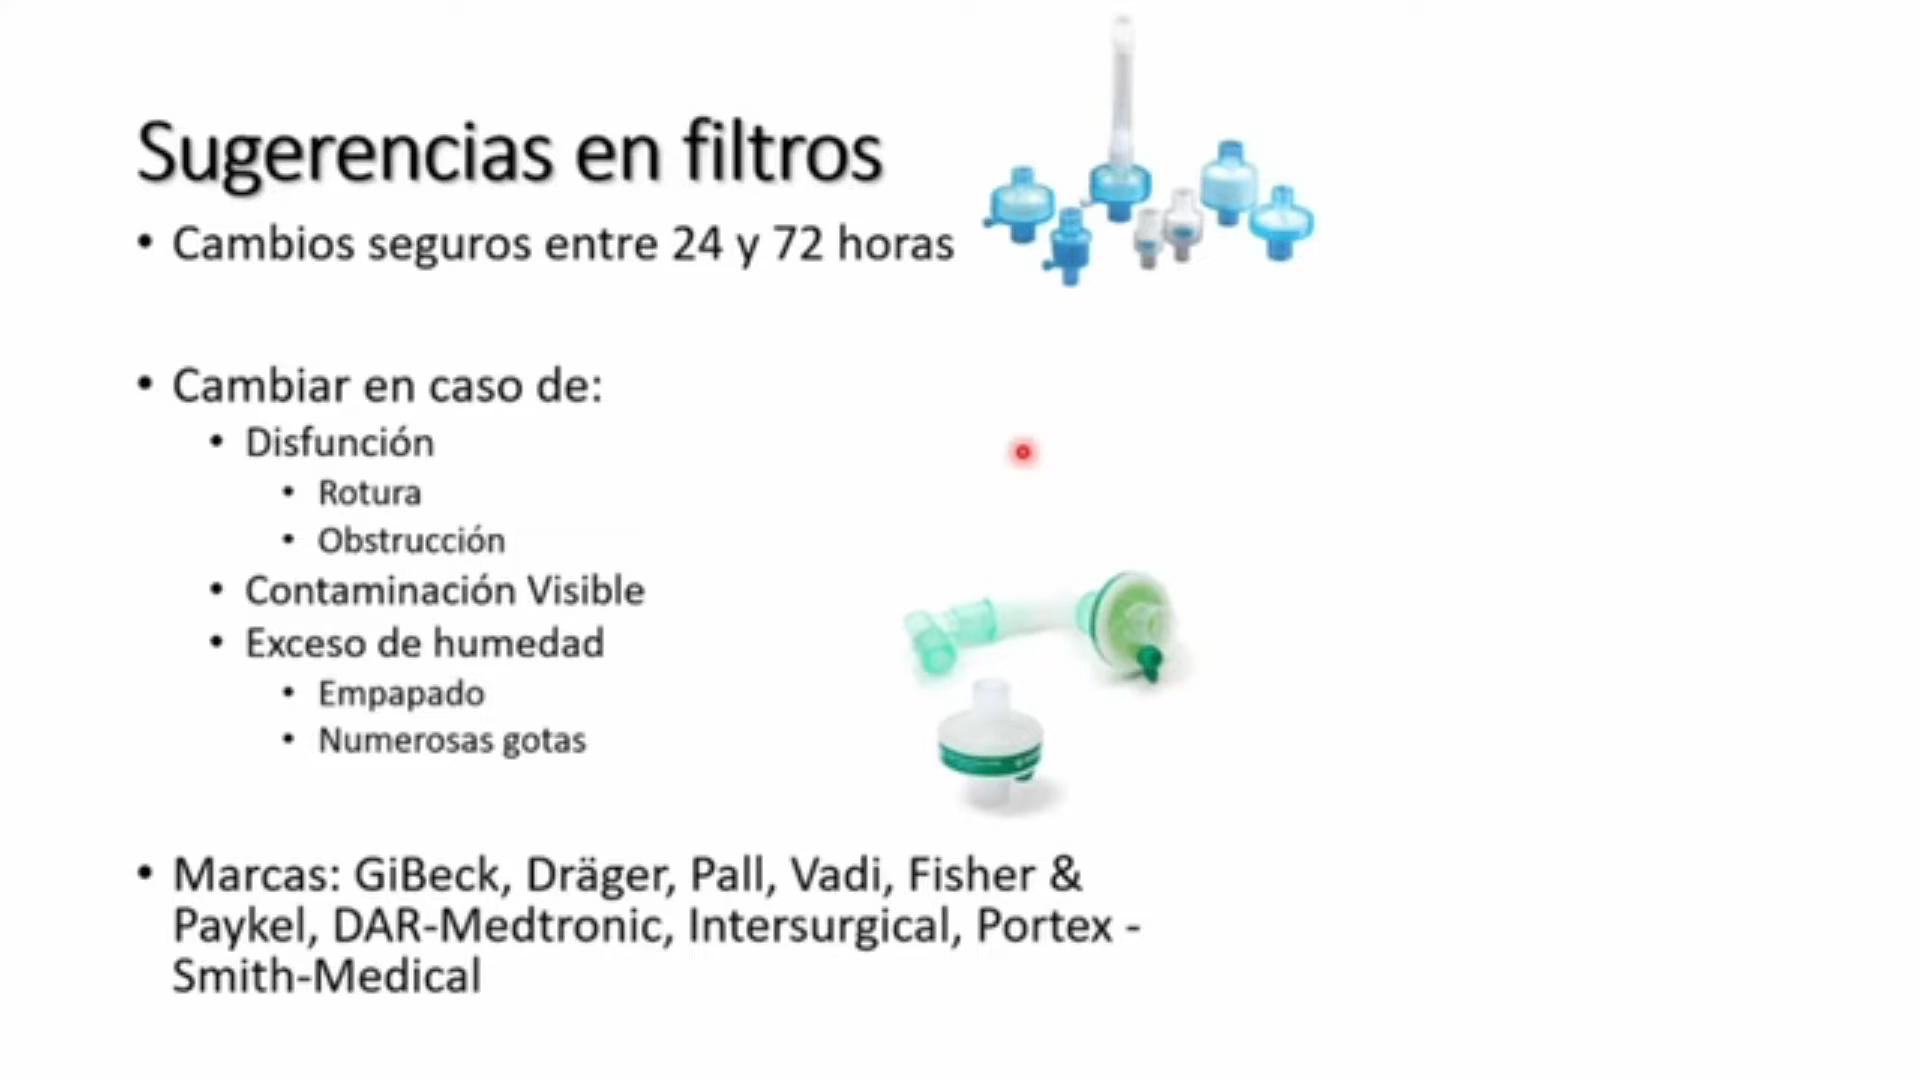 Sugerencias en filtros
• Cambios seguros entre 24 y 72 horas
• Cambiar en caso de:
• Disfunción
• Rotura
• Obstrucción
• Contaminación Visible
• Exceso de humedad
• Empapado
• Numerosas gotas
• Marcas: GiBeck, Dräger, Pall, Vadi, Fisher &
Paykel, DAR-Medtronic, Intersurgical, Portex -
Smith-Medical